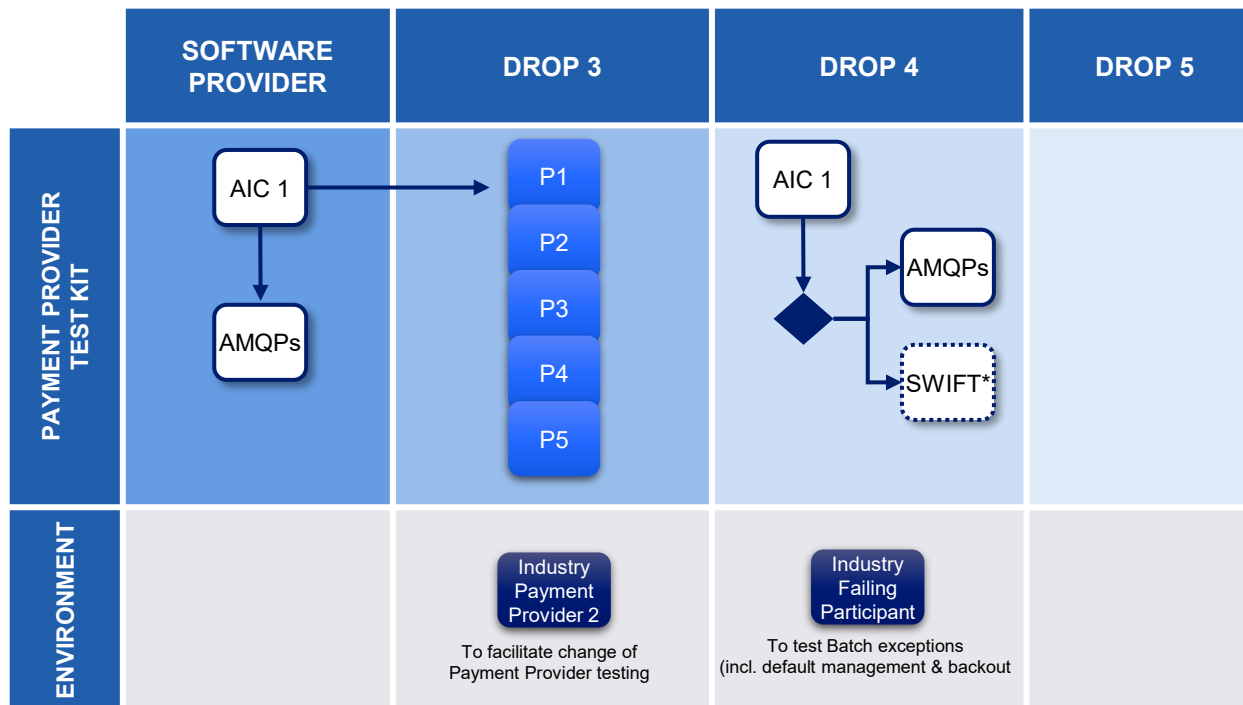 SOFTWARE
PROVIDER
DROP 3
DROP 4
DROP 5
PAYMENT PROVIDER
TEST KIT
AIC 1
AMQPs
P1
P2
P3
P4
P5
AIC 1
AMQPs
SWIFT*
ENVIRONMENT
Industry
Payment
Provider 2
To facilitate change of
Payment Provider testing
Industry
Failing
Participant
To test Batch exceptions
(incl. default management & backout